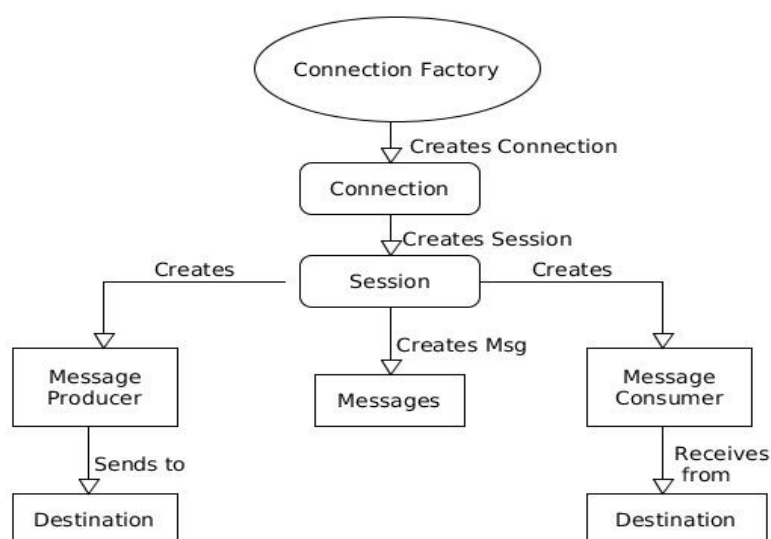 Connection Factory
Creates Connection
Connection
Creates Session
Creates
Session
Creates
Message
Producer
Creates Msg
Messages
Message
Consumer
Sends to
Receives
from
Destination
Destination